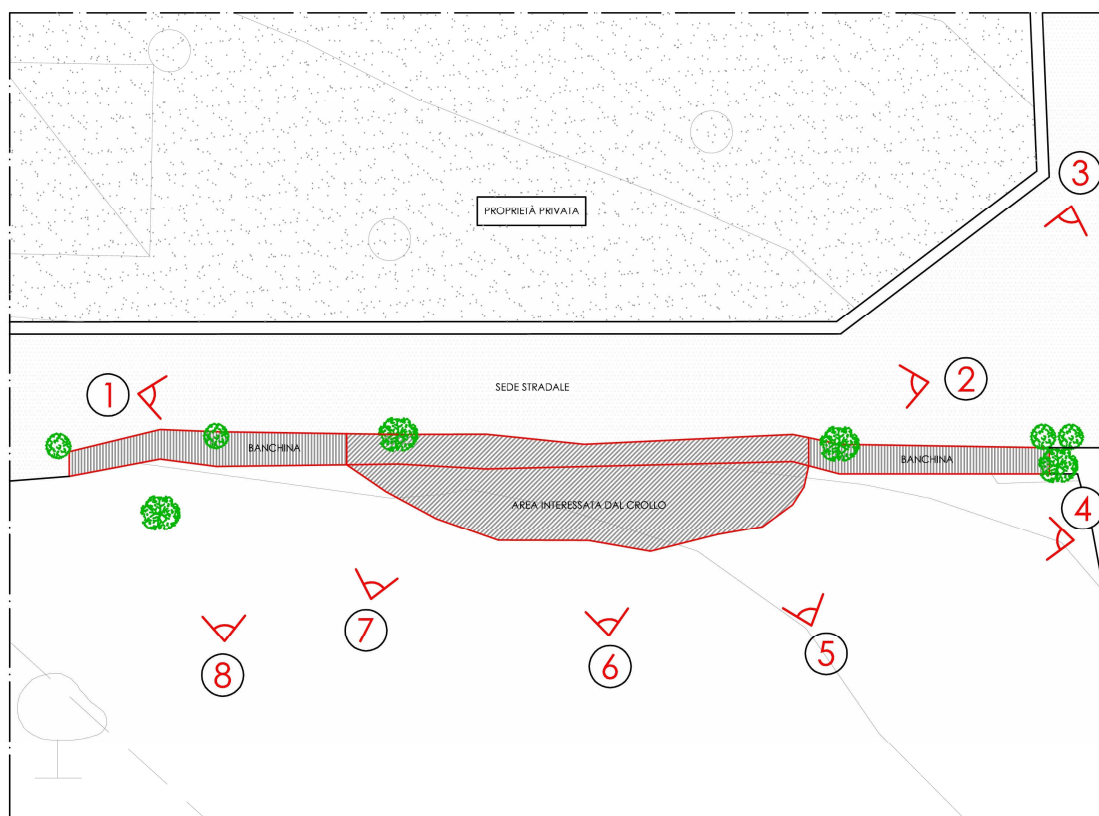 PROPRIETÀ PRIVATA
3
SEDE STRADALE
1
2
BANCHINA
BANCHINA
AREA INTERESSATA DAL CROLLO
4
7
5
6
8